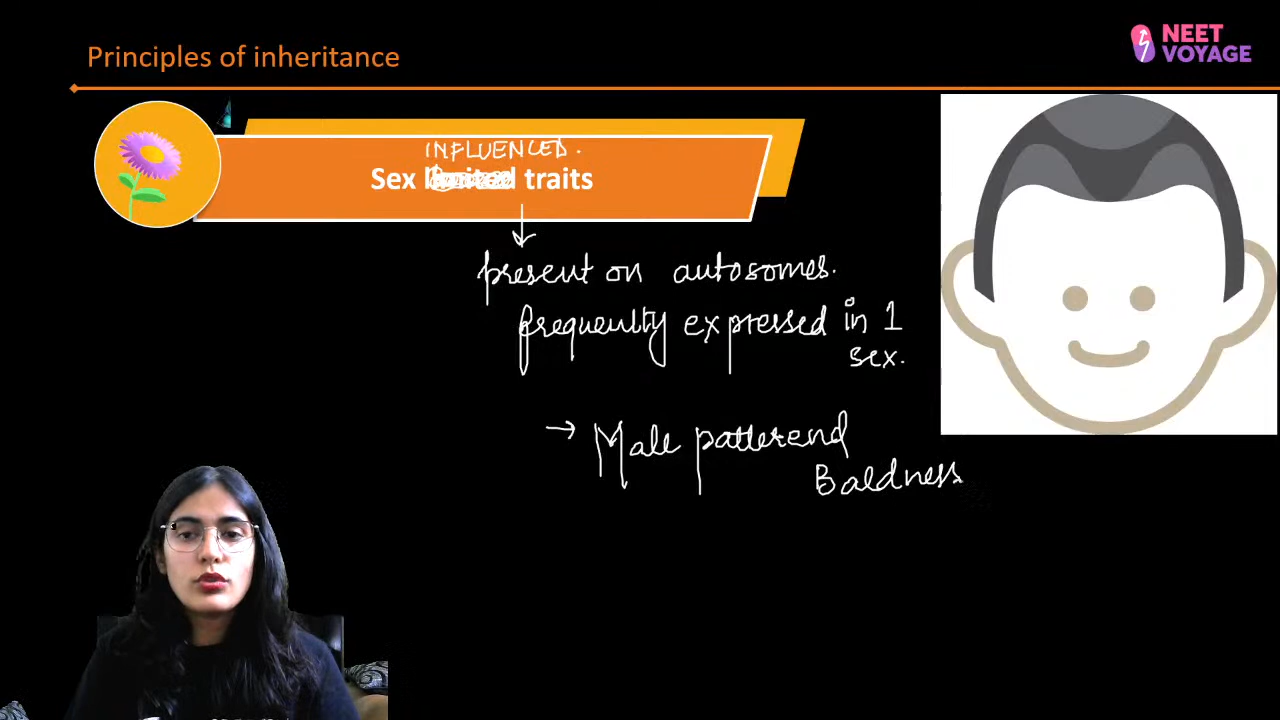 Principles of inheritance
NEET
VOYAGE
INFLUENCED.
Sex limited traits
present on autosomes.
frequently expressed in 1
sex.
→ Male patterend
Baldness